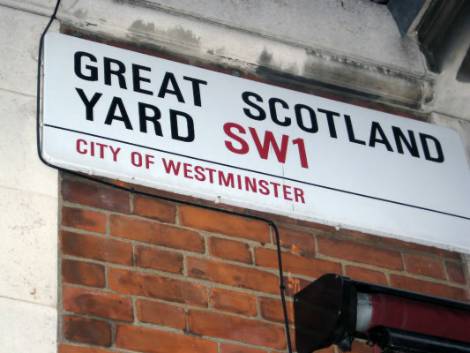 GREAT SCOTLAND
YARD SW1
CITY OF WESTMINSTER